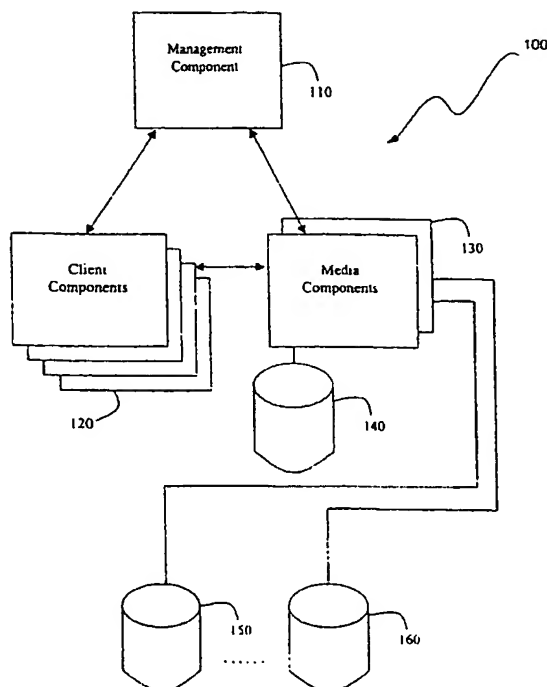 Management
Component
110
100
Client
Components
120
Media
Components
130
140
150
......
160